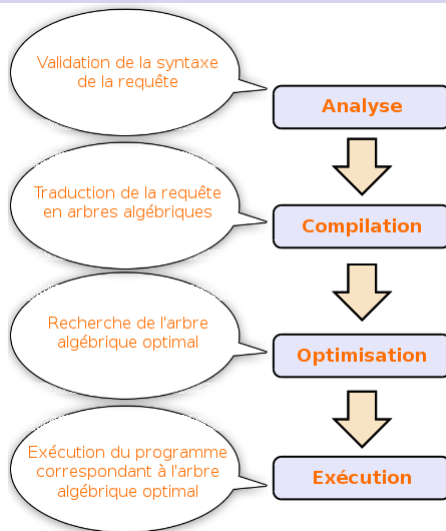 Validation de la syntaxe
de la requête
Analyse
Traduction de la requête
en arbres algébriques
Compilation
Recherche de l'arbre
algébrique optimal
Optimisation
Exécution du programme
correspondant à l'arbre
algébrique optimal
Exécution